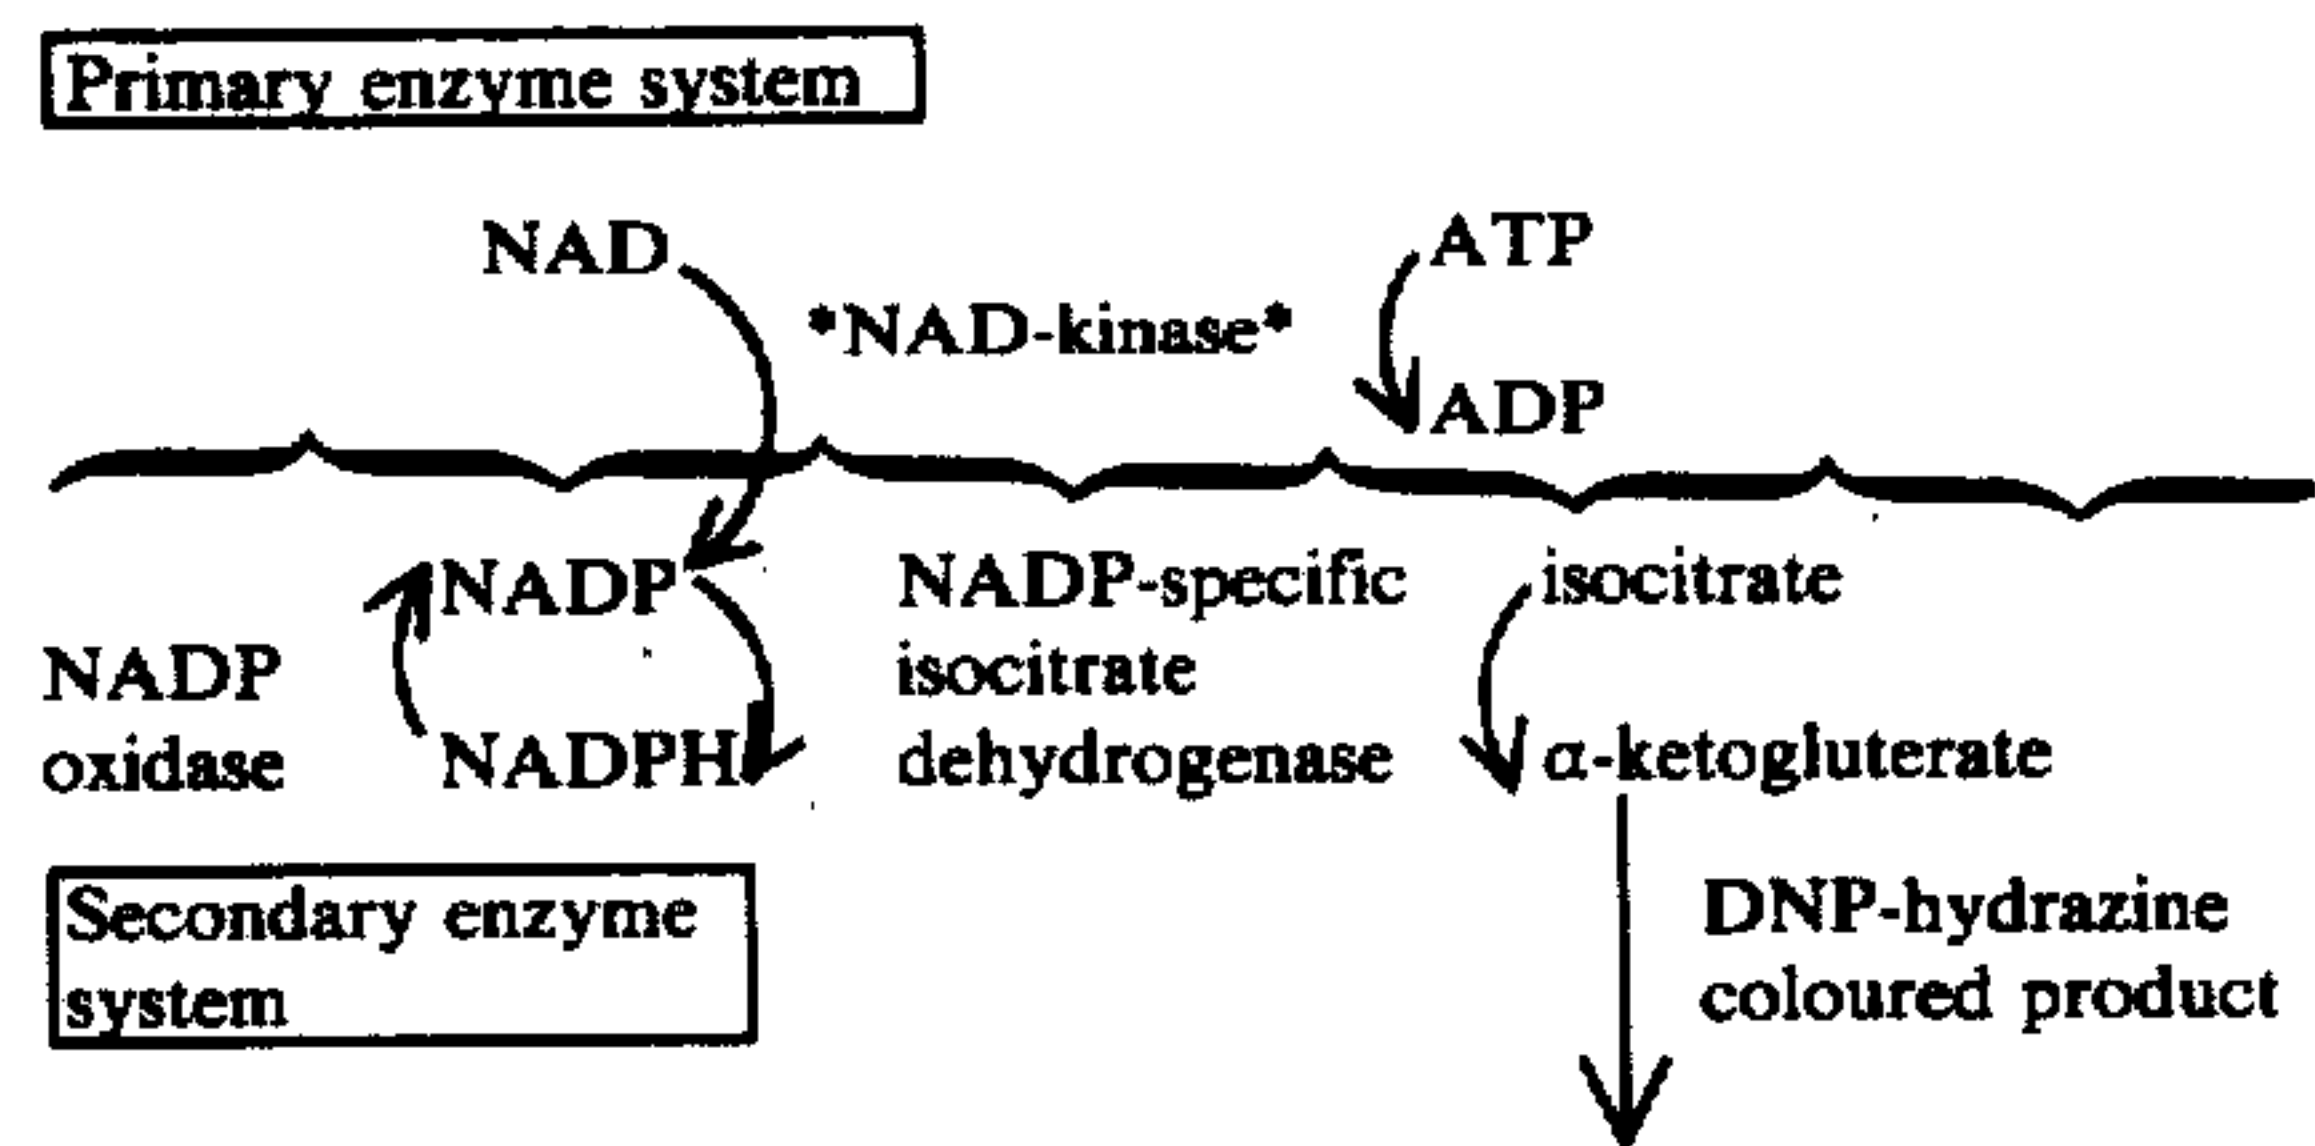 Primary enzyme system
NAD
ATP
*NAD-kinase*
ADP
NADP
NADP-specific
isocitrate
isocitrate
NADP
oxidase
NADPH
dehydrogenase
α-ketogluterate
Secondary enzyme
system
DNP-hydrazine
coloured product